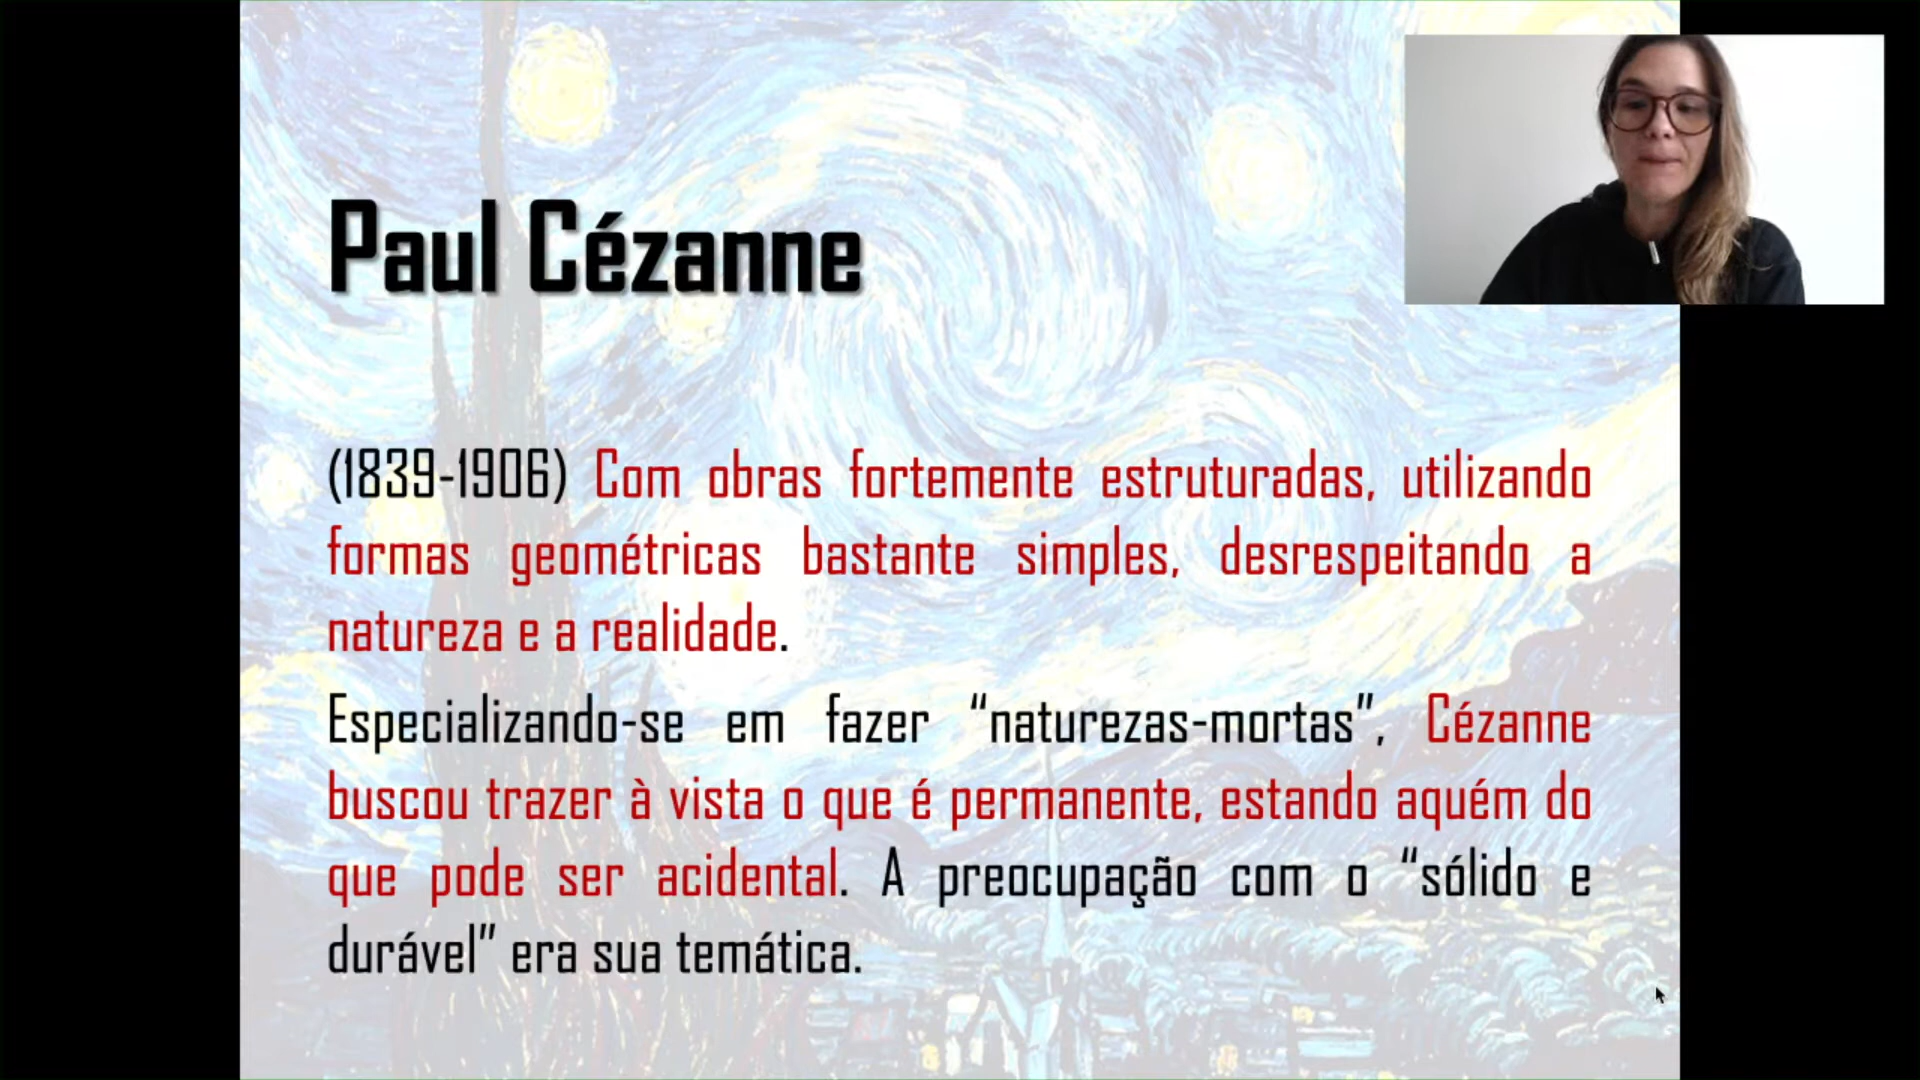 Paul Cézanne
(1839-1906) Com obras fortemente estruturadas, utilizando
formas geométricas bastante simples, desrespeitando a
natureza e a realidade.
Especializando-se em fazer “naturezas-mortas”, Cézanne
buscou trazer à vista o que é permanente, estando aquém do
que pode ser acidental. A preocupação com o “sólido e
durável” era sua temática.